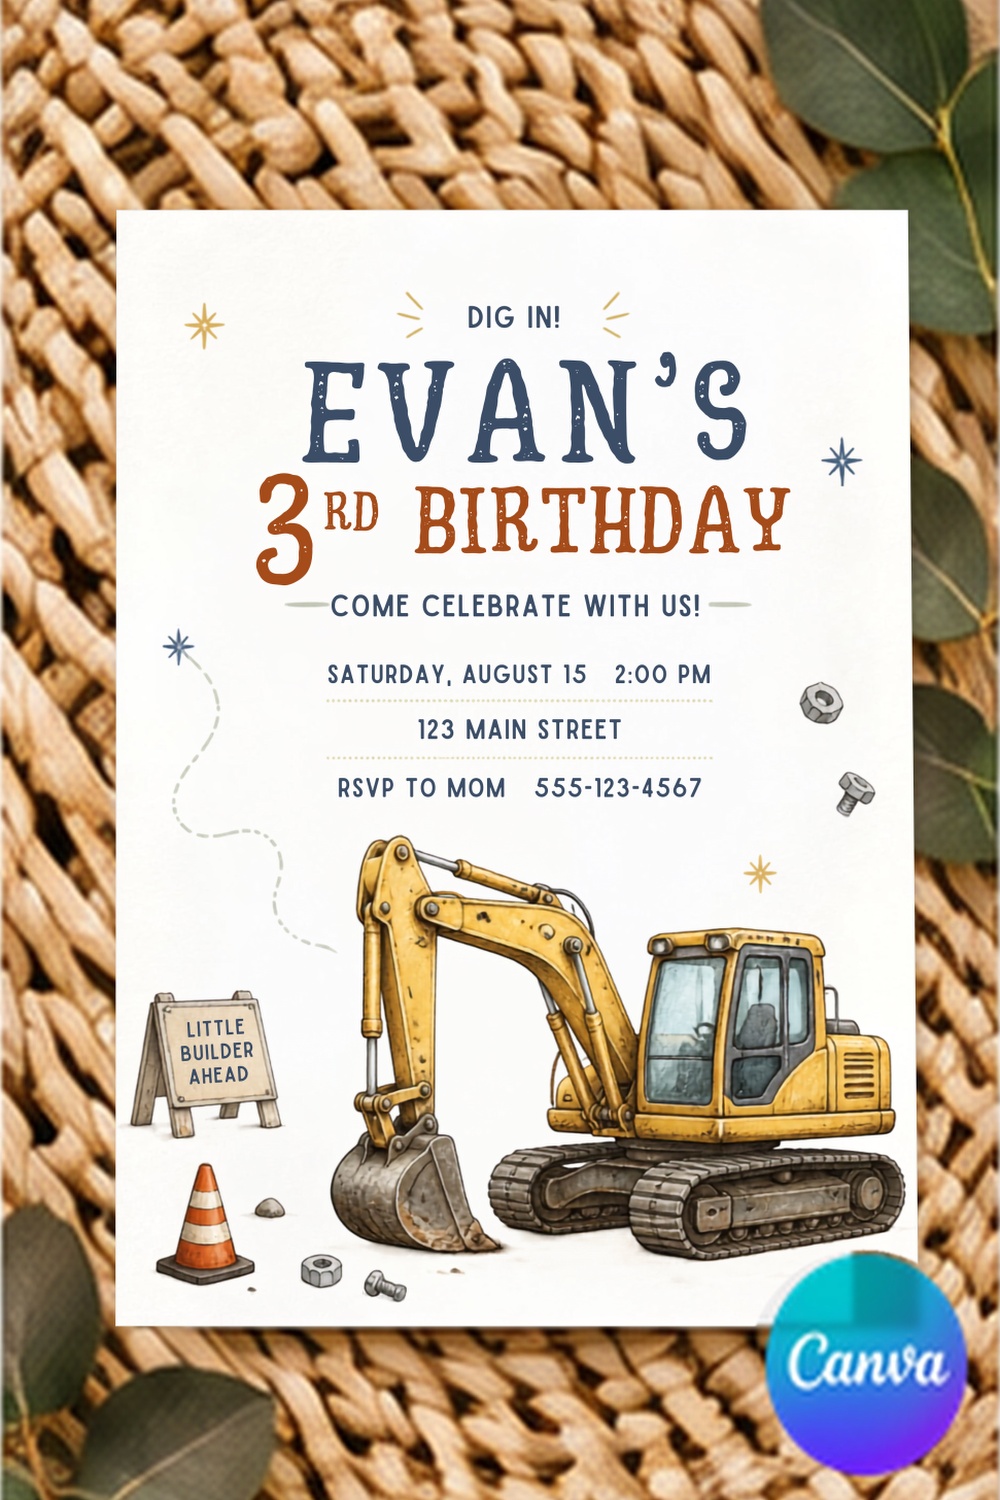 DIG IN!
EVAN'S
3RD BIRTHDAY
COME CELEBRATE WITH US!
SATURDAY, AUGUST 15 2:00 PM
123 MAIN STREET
RSVP TO MOM 555-123-4567
LITTLE
BUILDER
AHEAD
Canva